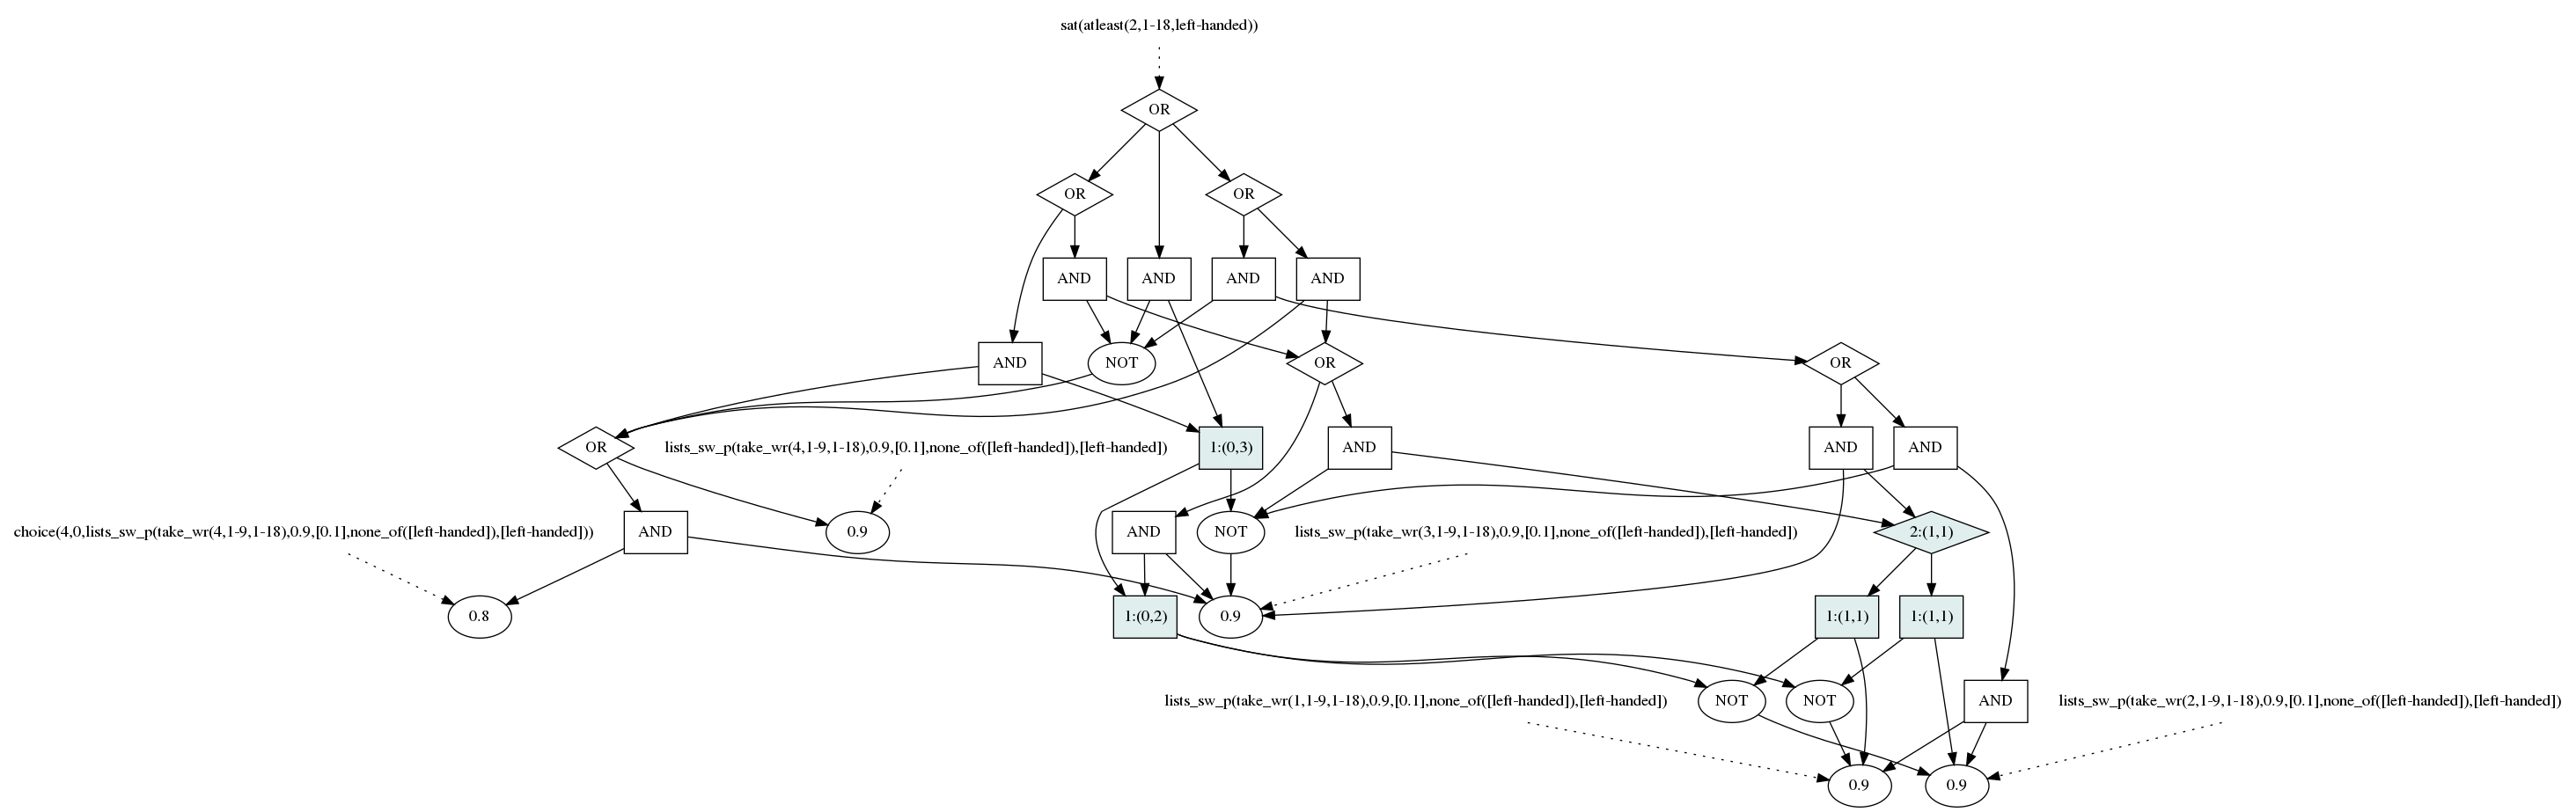 sat(atleast(2,1-18,left-handed))
OR
OR
OR
AND
AND
AND
AND
AND
NOT
OR
OR
OR
lists_sw_p(take_wr(4,1-9,1-18),0.9,[0.1],none_of([left-handed]),[left-handed])
1:(0,3)
AND
AND
AND
choice(4,0,lists_sw_p(take_wr(4,1-9,1-18),0.9,[0.1],none_of([left-handed]),[left-handed]))
AND
0.9
AND
NOT
lists_sw_p(take_wr(3,1-9,1-18),0.9,[0.1],none_of([left-handed]),[left-handed])
2:(1,1)
0.8
1:(0,2)
0.9
1:(1,1)
1:(1,1)
lists_sw_p(take_wr(1,1-9,1-18),0.9,[0.1],none_of([left-handed]),[left-handed])
NOT
NOT
AND
lists_sw_p(take_wr(2,1-9,1-18),0.9,[0.1],none_of([left-handed]),[left-handed])
0.9
0.9